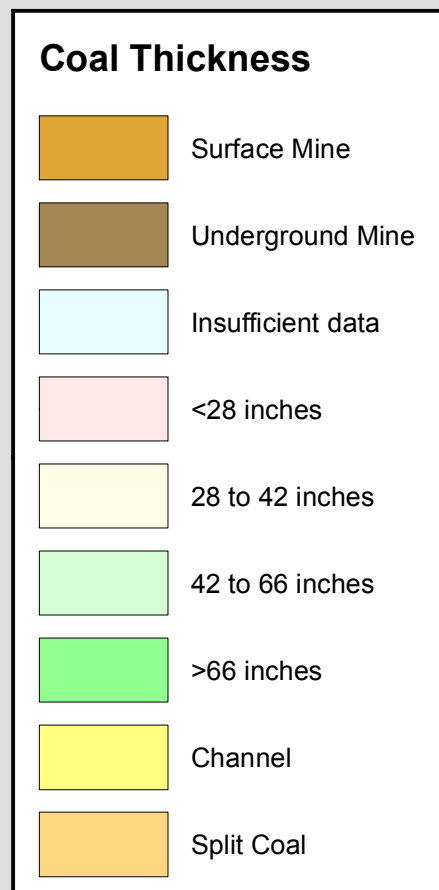 Coal Thickness
Surface Mine
Underground Mine
Insufficient data
<28 inches
28 to 42 inches
42 to 66 inches
>66 inches
Channel
Split Coal